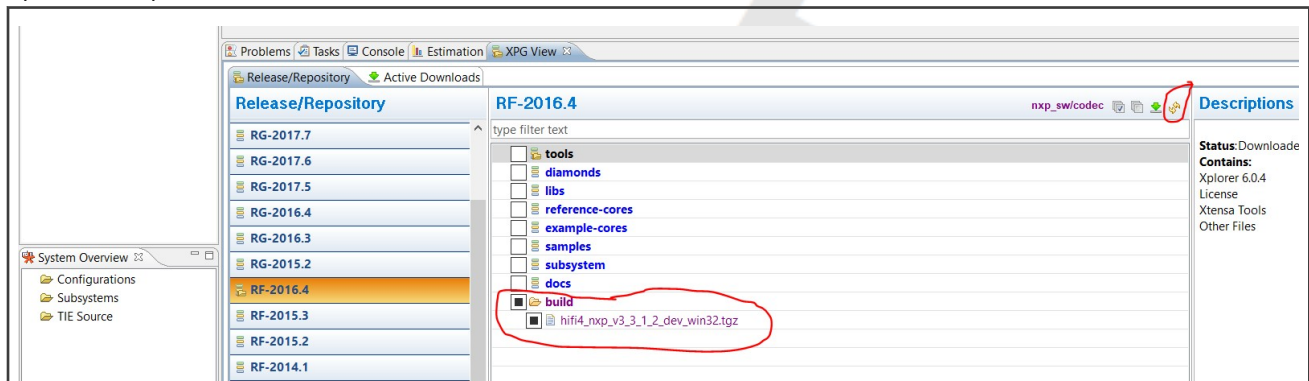 Problems Tasks Console Estimation XPG View
Release/Repository Active Downloads
Release/Repository
RG-2017.7
RG-2017.6
RG-2017.5
RG-2016.4
RG-2016.3
RG-2015.2
RF-2016.4
RF-2015.3
RF-2015.2
RF-2014.1
System Overview
Configurations
Subsystems
TIE Source
RF-2016.4
nxp_sw/codec
type filter text
tools
diamonds
libs
reference-cores
example-cores
samples
subsystem
docs
build
hifi4_nxp_v3_3_1_2_dev_win32.tgz
Descriptions
Status:Downloade
Contains:
Xplorer 6.0.4
License
Xtensa Tools
Other Files